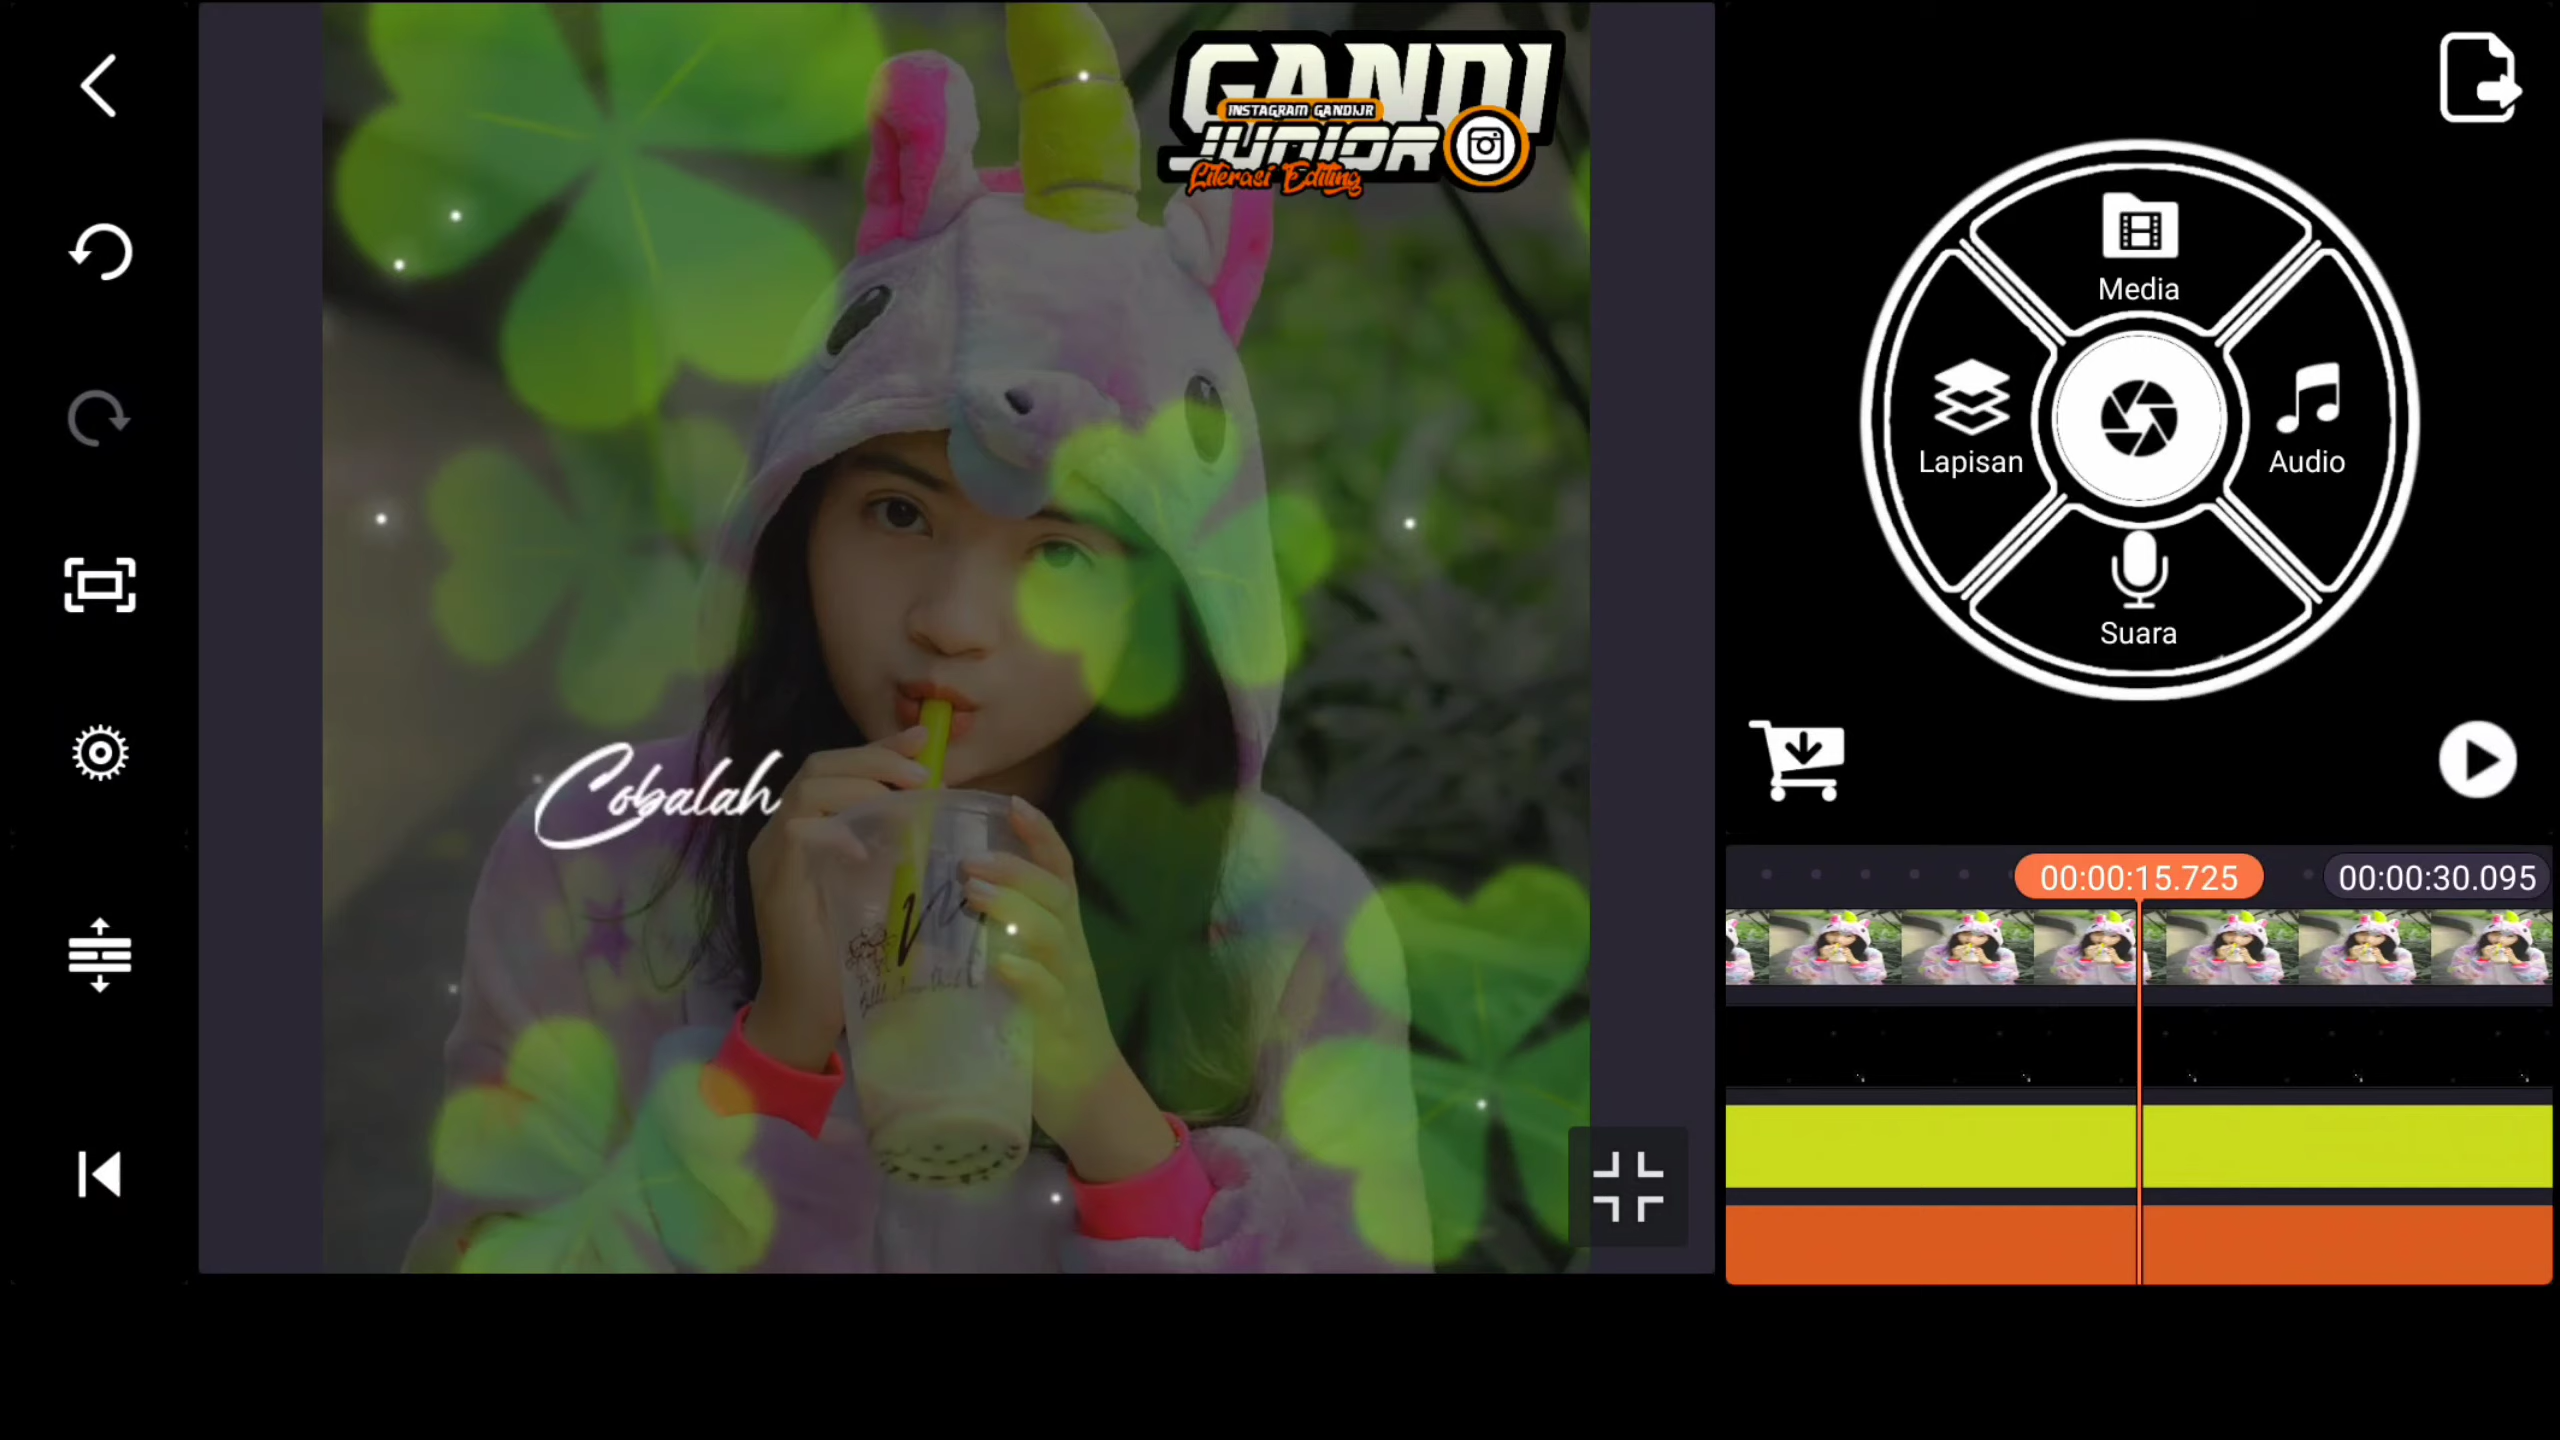 GANDI
INSTAGRAM GANDIJR
JUNIOR
Literasi Editing
Media
Lapisan
Audio
Suara
Cobalah
00:00:15.725
00:00:30.095